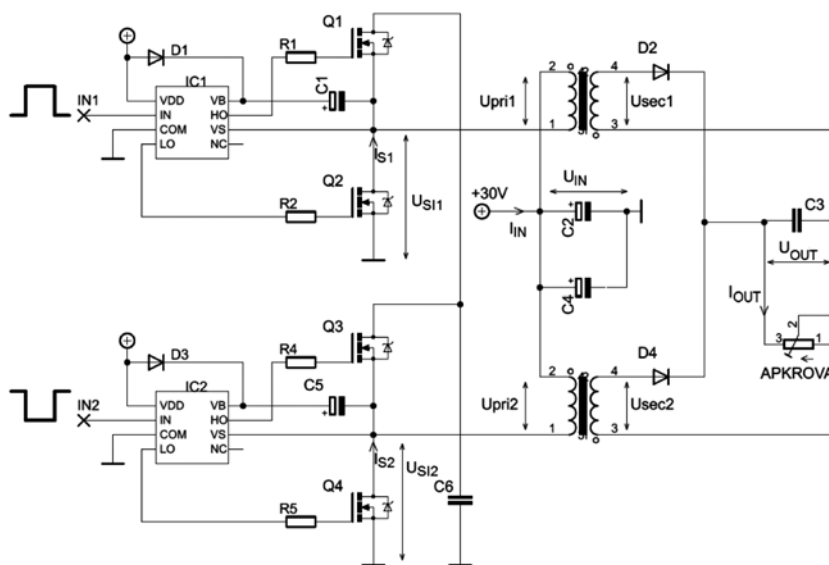 Q1
D1
R1
IC1
C1
IN1
VDD
VB
IN
HO
COM
VS
LO
NC
IS1
Q2
R2
USI1
D2
2
4
Upri1
Usec1
1
3
UIN
+30V
IIN
C2
C4
C3
UOUT
IOUT
2
3
1
APKROVA
Q3
D3
R4
IC2
C5
IN2
VDD
VB
IN
HO
COM
VS
LO
NC
IS2
USI2
Q4
R5
C6
D4
2
4
Upri2
Usec2
1
3